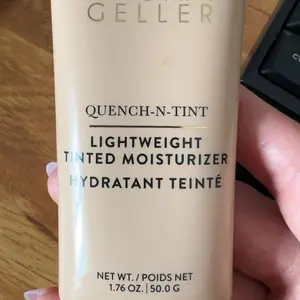 GELLER
QUENCH-N-TINT
LIGHTWEIGHT
TINTED MOISTURIZER
HYDRATANT TEINTÉ
NET WT. / POIDS NET
1.76 OZ. | 50.0 G